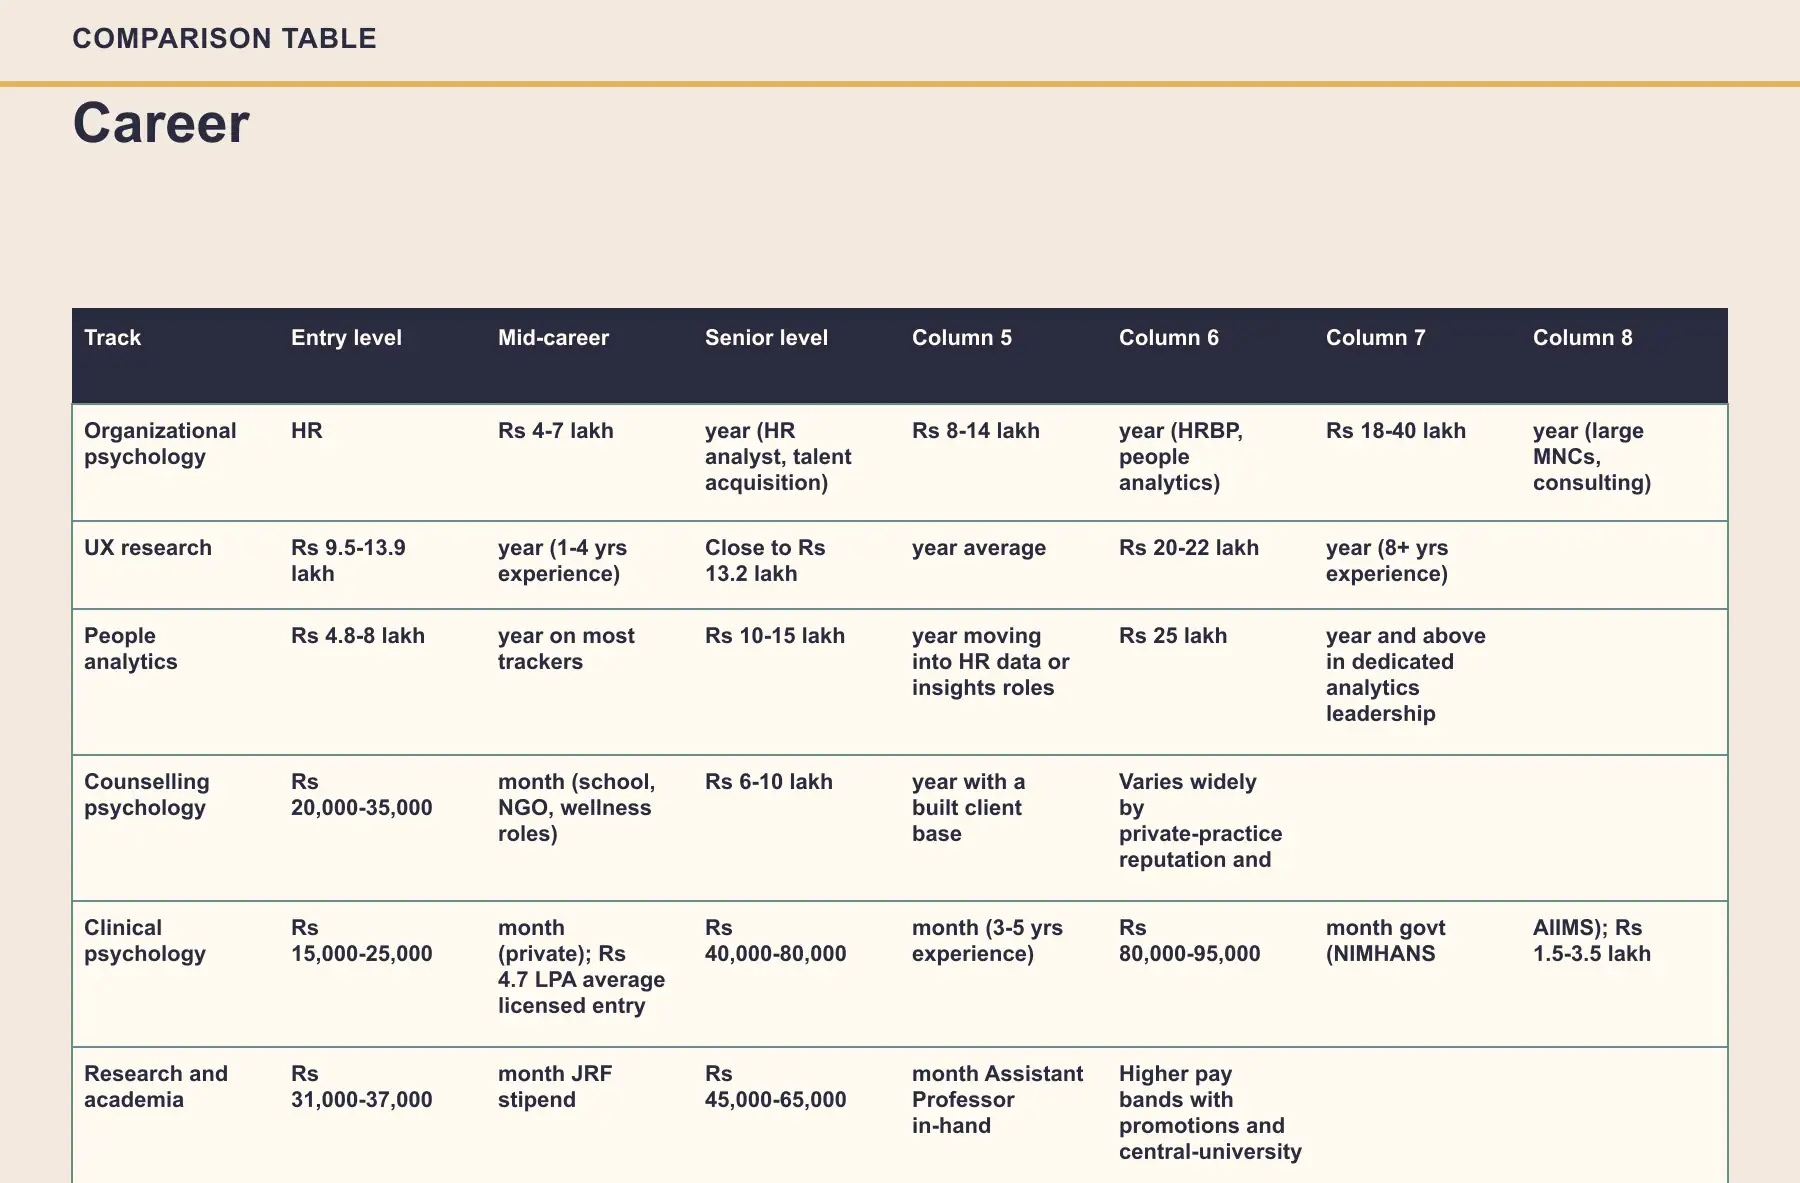 COMPARISON TABLE
Career
Track Entry level Mid-career Senior level Column 5 Column 6 Column 7 Column 8
Organizational psychology HR Rs 4-7 lakh year (HR analyst, talent acquisition) Rs 8-14 lakh year (HRBP, people analytics) Rs 18-40 lakh year (large MNCs, consulting)
UX research Rs 9.5-13.9 lakh year (1-4 yrs experience) Close to Rs 13.2 lakh year average Rs 20-22 lakh year (8+ yrs experience)
People analytics Rs 4.8-8 lakh year on most trackers Rs 10-15 lakh year moving into HR data or insights roles Rs 25 lakh year and above in dedicated analytics leadership
Counselling psychology Rs 20,000-35,000 month (school, NGO, wellness roles) Rs 6-10 lakh year with a built client base Varies widely by private-practice reputation and
Clinical psychology Rs 15,000-25,000 month (private); Rs 4.7 LPA average licensed entry Rs 40,000-80,000 month (3-5 yrs experience) Rs 80,000-95,000 month govt (NIMHANS AIIMS); Rs 1.5-3.5 lakh
Research and academia Rs 31,000-37,000 month JRF stipend Rs 45,000-65,000 month Assistant Professor in-hand Higher pay bands with promotions and central-university